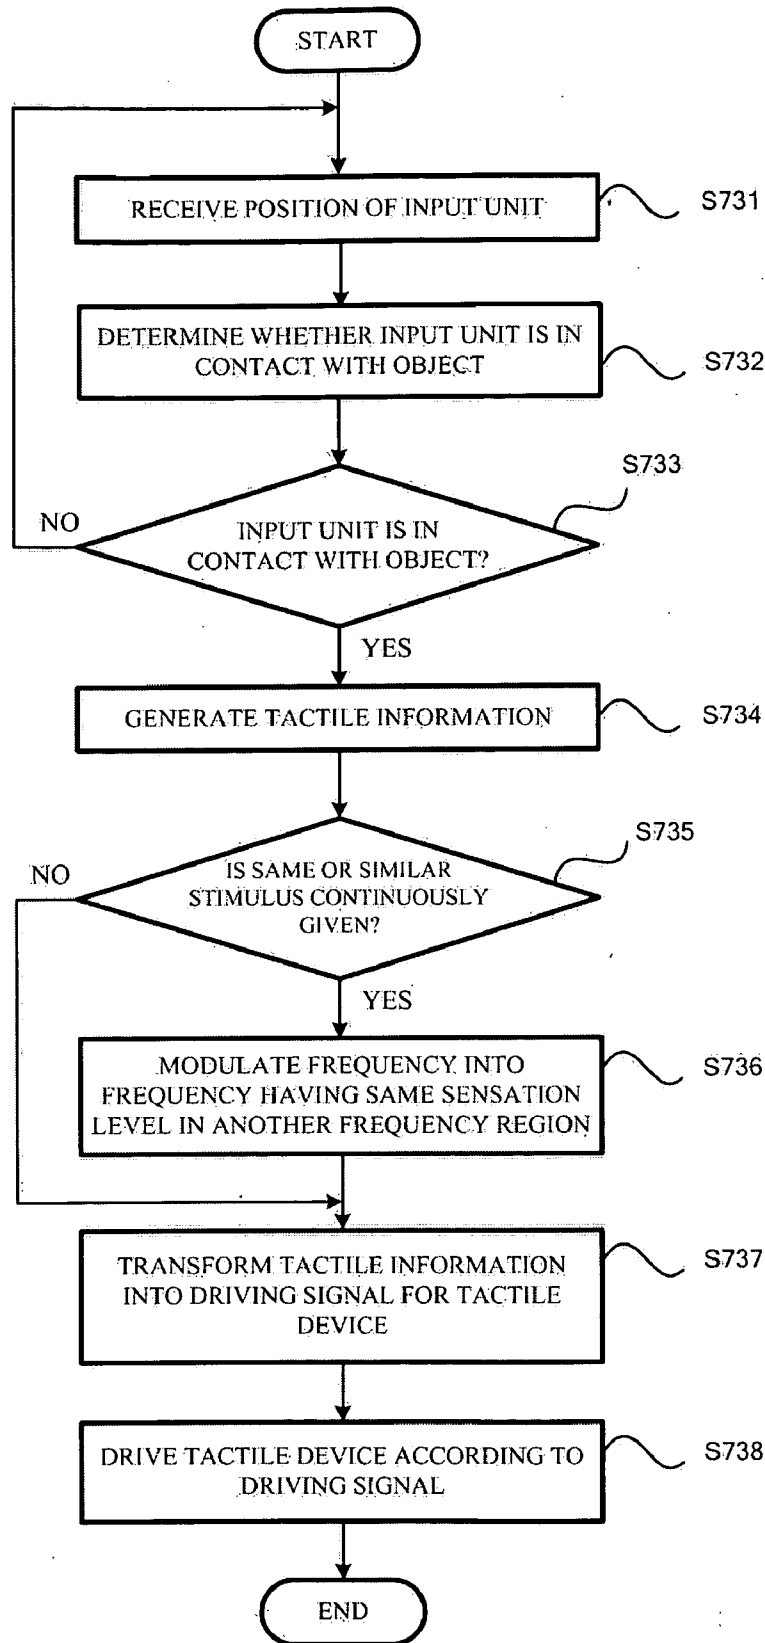 START
RECEIVE POSITION OF INPUT UNIT
S731
DETERMINE WHETHER INPUT UNIT IS IN
CONTACT WITH OBJECT
S732
S733
NO
INPUT UNIT IS IN
CONTACT WITH OBJECT?
YES
GENERATE TACTILE INFORMATION
S734
S735
NO
IS SAME OR SIMILAR
STIMULUS CONTINUOUSLY
GIVEN?
YES
MODULATE FREQUENCY INTO
FREQUENCY HAVING SAME SENSATION
LEVEL IN ANOTHER FREQUENCY REGION
S736
TRANSFORM TACTILE INFORMATION
INTO DRIVING SIGNAL FOR TACTILE
DEVICE
S737
DRIVE TACTILE DEVICE ACCORDING TO
DRIVING SIGNAL
S738
END